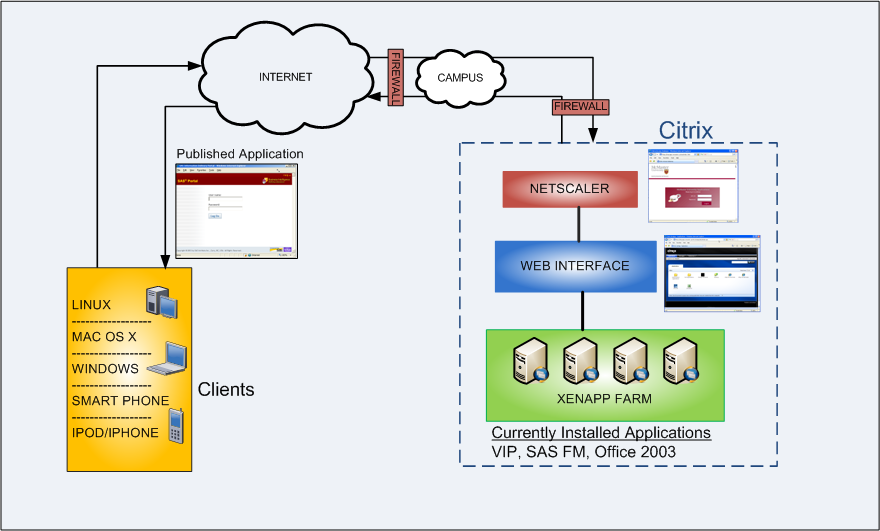 INTERNET
FIREWALL
CAMPUS
FIREWALL
Citrix
Published Application
NETSCALER
WEB INTERFACE
LINUX
MAC OS X
WINDOWS
SMART PHONE
IPOD/IPHONE
Clients
XENAPP FARM
Currently Installed Applications
VIP, SAS FM, Office 2003